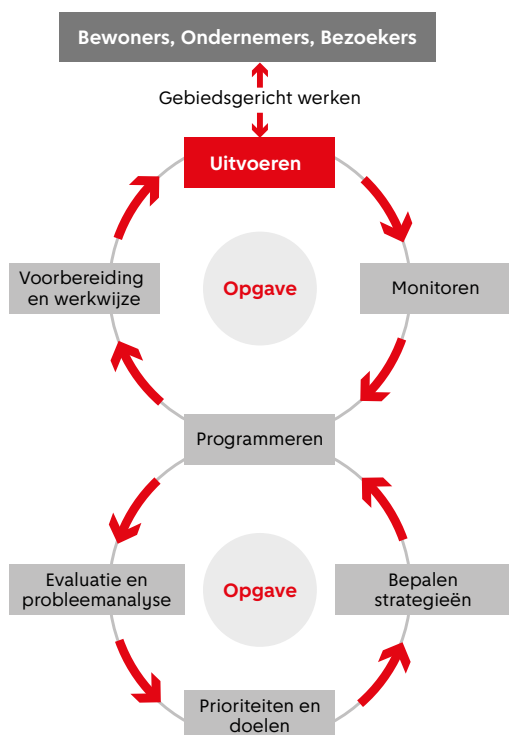 Bewoners, Ondernemers, Bezoekers
Gebiedsgericht werken
Uitvoeren
Voorbereiding
en werkwijze
Opgave
Monitoren
Programmeren
Evaluatie en
probleemanalyse
Opgave
Bepalen
strategieën
Prioriteiten en
doelen